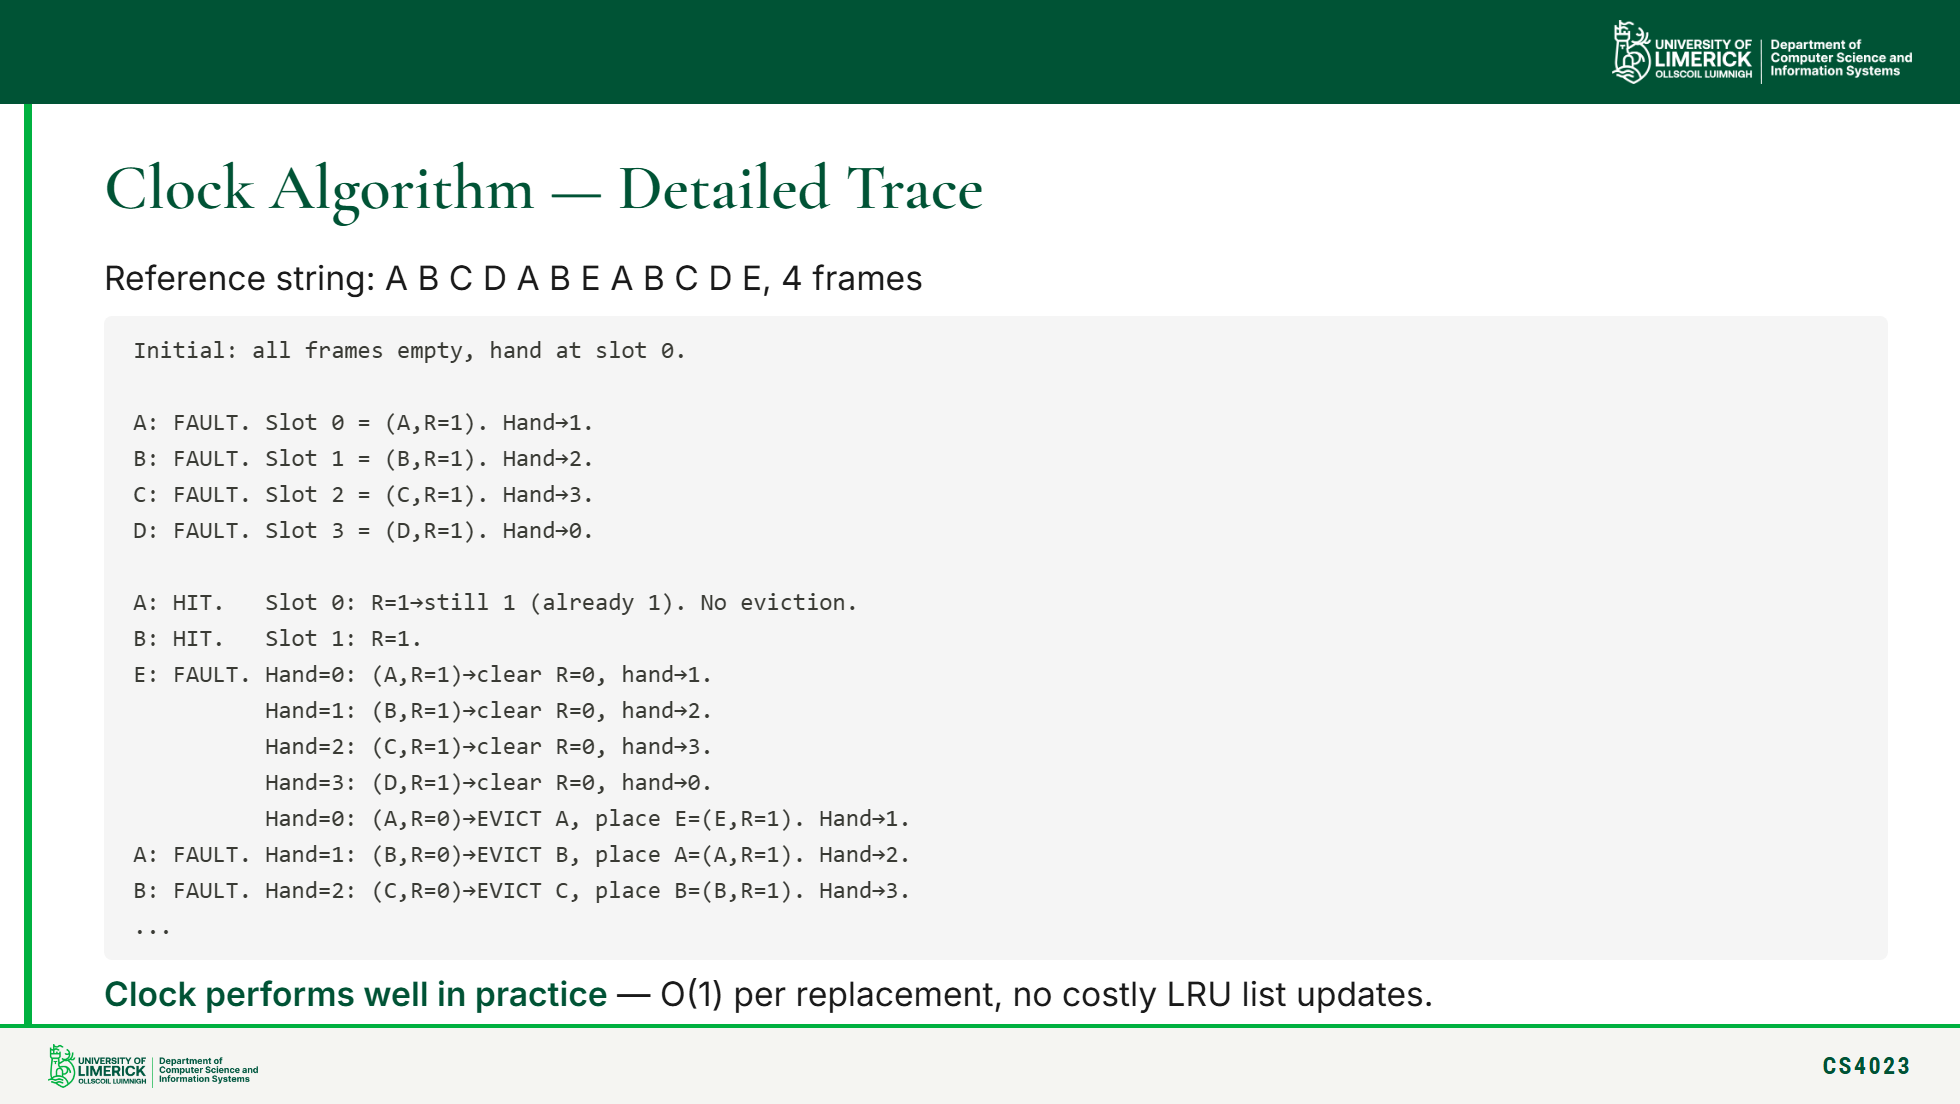 UNIVERSITY OF
LIMERICK
OLLSCOIL LUIMNIGH
Department of
Computer Science and
Information Systems
Clock Algorithm — Detailed Trace
Reference string: A B C D A B E A B C D E, 4 frames
Initial: all frames empty, hand at slot 0.
A: FAULT. Slot 0 = (A,R=1). Hand→1.
B: FAULT. Slot 1 = (B,R=1). Hand→2.
C: FAULT. Slot 2 = (C,R=1). Hand→3.
D: FAULT. Slot 3 = (D,R=1). Hand→0.
A: HIT.   Slot 0: R=1→still 1 (already 1). No eviction.
B: HIT.   Slot 1: R=1.
E: FAULT. Hand=0: (A,R=1)→clear R=0, hand→1.
Hand=1: (B,R=1)→clear R=0, hand→2.
Hand=2: (C,R=1)→clear R=0, hand→3.
Hand=3: (D,R=1)→clear R=0, hand→0.
Hand=0: (A,R=0)→EVICT A, place E=(E,R=1). Hand→1.
A: FAULT. Hand=1: (B,R=0)→EVICT B, place A=(A,R=1). Hand→2.
B: FAULT. Hand=2: (C,R=0)→EVICT C, place B=(B,R=1). Hand→3.
...
Clock performs well in practice — O(1) per replacement, no costly LRU list updates.
UNIVERSITY OF
LIMERICK
OLLSCOIL LUIMNIGH
Department of
Computer Science and
Information Systems
CS4023